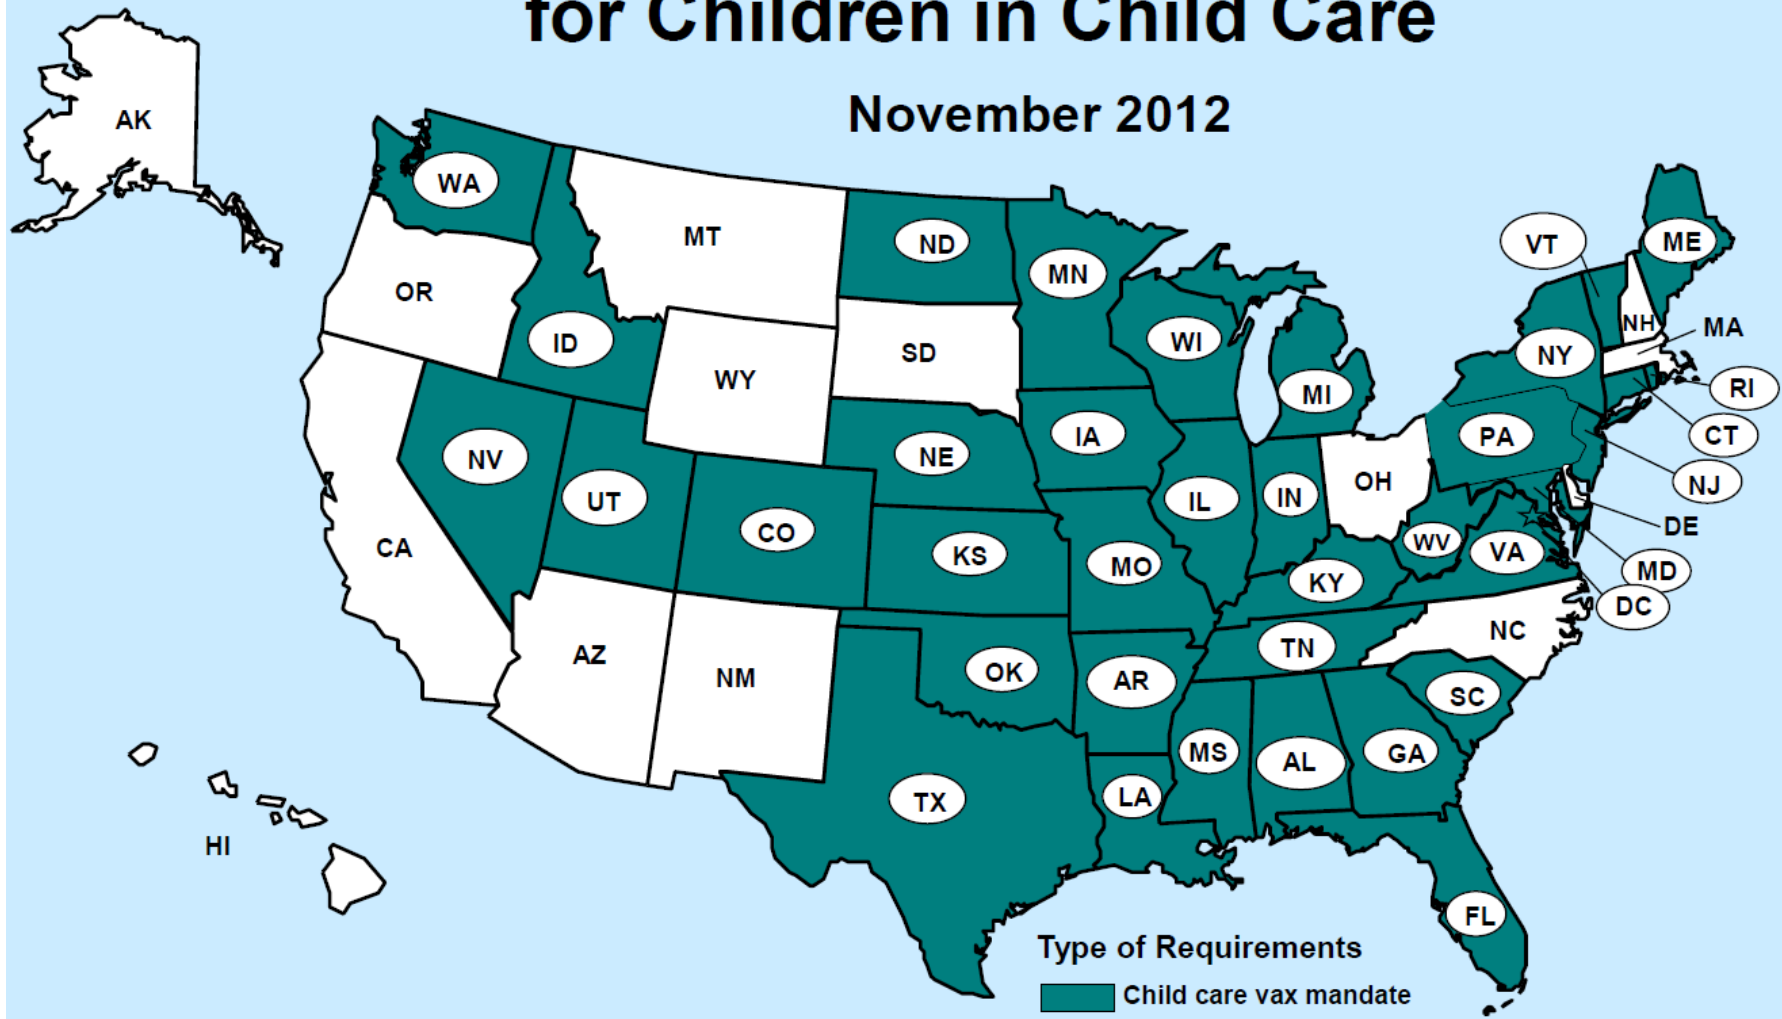 for Children in Child Care
November 2012
AK
WA
MT
ND
MN
VT
ME
OR
ID
WY
SD
WI
MI
NY
NH
MA
RI
CT
NJ
PA
NV
UT
CO
NE
IA
IL
IN
OH
DE
MD
DC
CA
KS
MO
KY
WV
VA
NC
AZ
NM
OK
AR
TN
SC
MS
AL
GA
TX
LA
HI
FL
Type of Requirements
Child care vax mandate